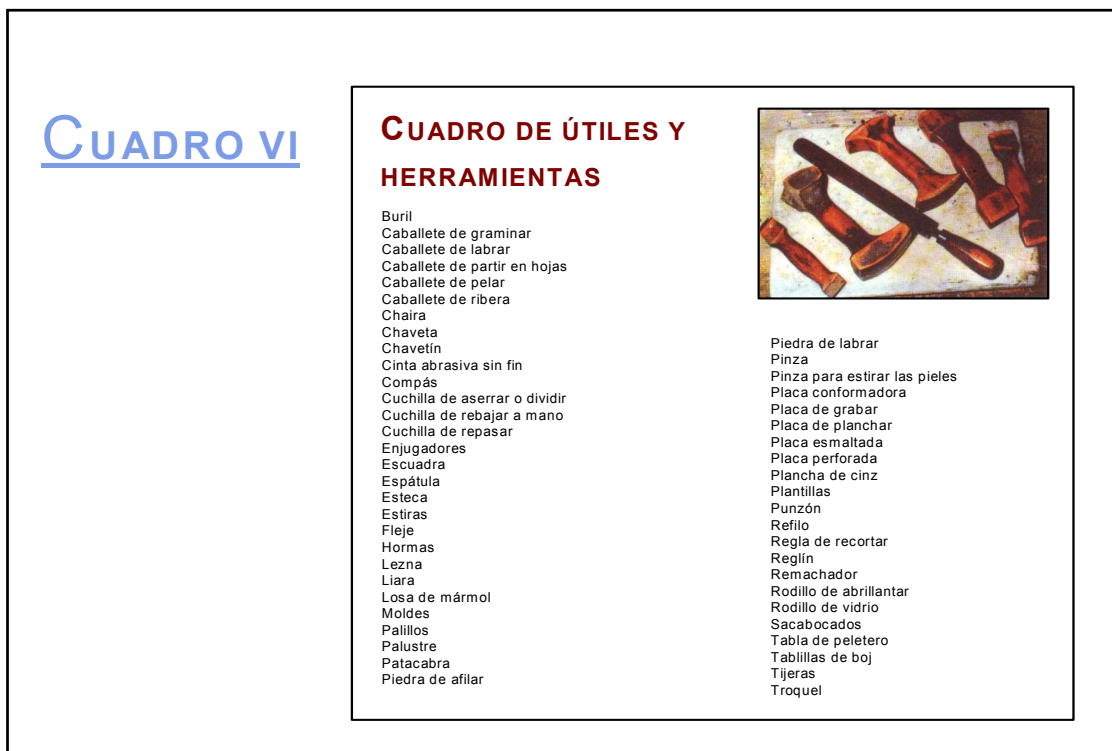 CUADRO VI
CUADRO DE ÚTILES Y
HERRAMIENTAS
Buril
Caballete de graminar
Caballete de labrar
Caballete de partir en hojas
Caballete de pelar
Caballete de ribera
Chaira
Chaveta
Chavetín
Cinta abrasiva sin fin
Compás
Cuchilla de aserrar o dividir
Cuchilla de rebajar a mano
Cuchilla de repasar
Enjugadores
Escuadra
Espátula
Esteca
Estiras
Fleje
Hormas
Lezna
Liara
Losa de mármol
Moldes
Palillos
Palustre
Patacabra
Piedra de afilar
Piedra de labrar
Pinza
Pinza para estirar las pieles
Placa conformadora
Placa de grabar
Placa de planchar
Placa esmaltada
Placa perforada
Plancha de cinz
Plantillas
Punzón
Refilo
Regla de recortar
Reglín
Remachador
Rodillo de abrillantar
Rodillo de vidrio
Sacabocados
Tabla de peletero
Tablillas de boj
Tijeras
Troquel